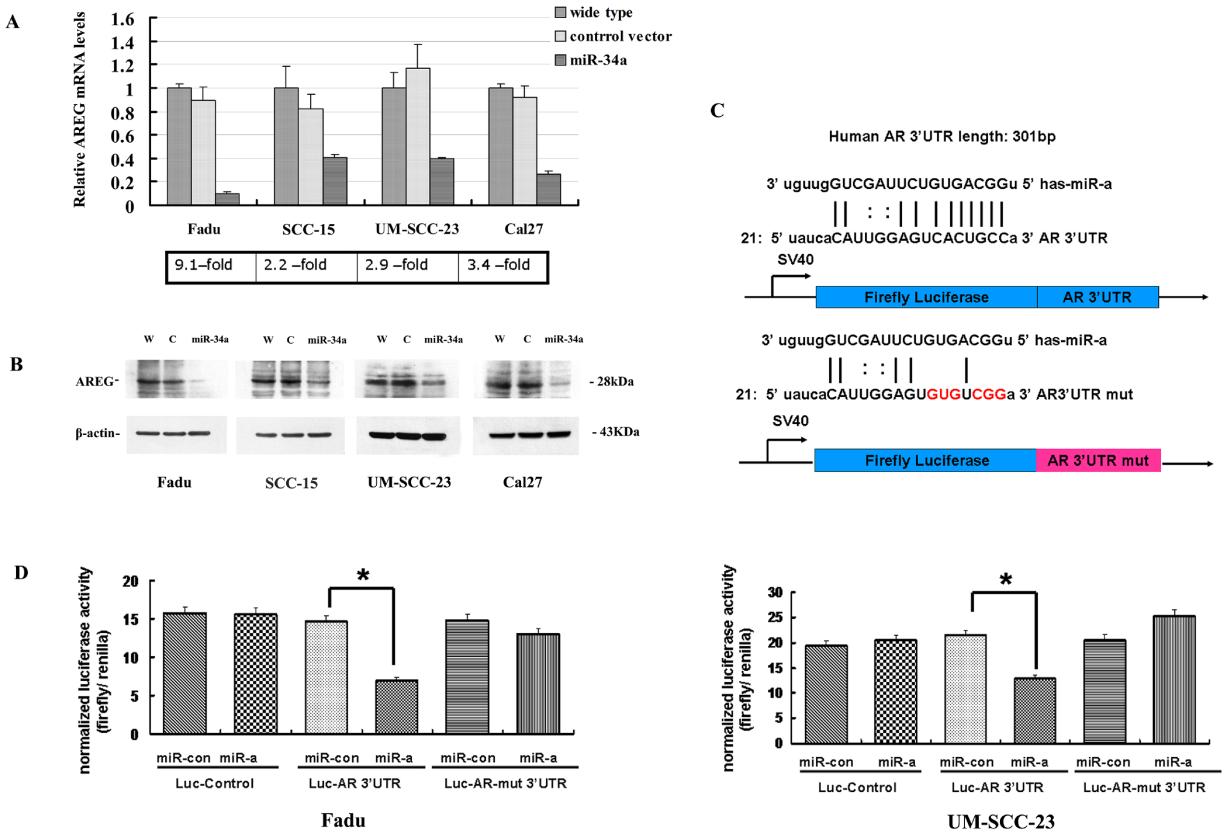 A
Relative AREG mRNA levels
1.6
1.4
1.2
1
0.8
0.6
0.4
0.2
0
wide type
contrrol vector
miR-34a
Fadu SCC-15 UM-SCC-23 Cal27
9.1–fold 2.2 –fold 2.9 –fold 3.4 –fold
B
W C miR-34a W C miR-34a W C miR-34a W C miR-34a
AREG- - 28kDa
β-actin- - 43KDa
Fadu SCC-15 UM-SCC-23 Cal27
C
Human AR 3'UTR length: 301bp
3' uguugGUCGAUUCUGUGACGGu 5' has-miR-a
21: 5' uaucaCAUUGGAGUCACUGCCa 3' AR 3'UTR
SV40
Firefly Luciferase AR 3'UTR
3' uguugGUCGAUUCUGUGACGGu 5' has-miR-a
21: 5' uaucaCAUUGGAGUGUGUCGGa 3' AR3'UTR mut
SV40
Firefly Luciferase AR 3'UTR mut
D
normalized luciferase activity
(firefly/ renilla)
20
15
10
5
0
*
miR-con miR-a miR-con miR-a miR-con miR-a
Luc-Control Luc-AR 3'UTR Luc-AR-mut 3'UTR
Fadu
normalized luciferase activity
(firefly/ renilla)
30
25
20
15
10
5
0
*
miR-con miR-a miR-con miR-a miR-con miR-a
Luc-Control Luc-AR 3'UTR Luc-AR-mut 3'UTR
UM-SCC-23